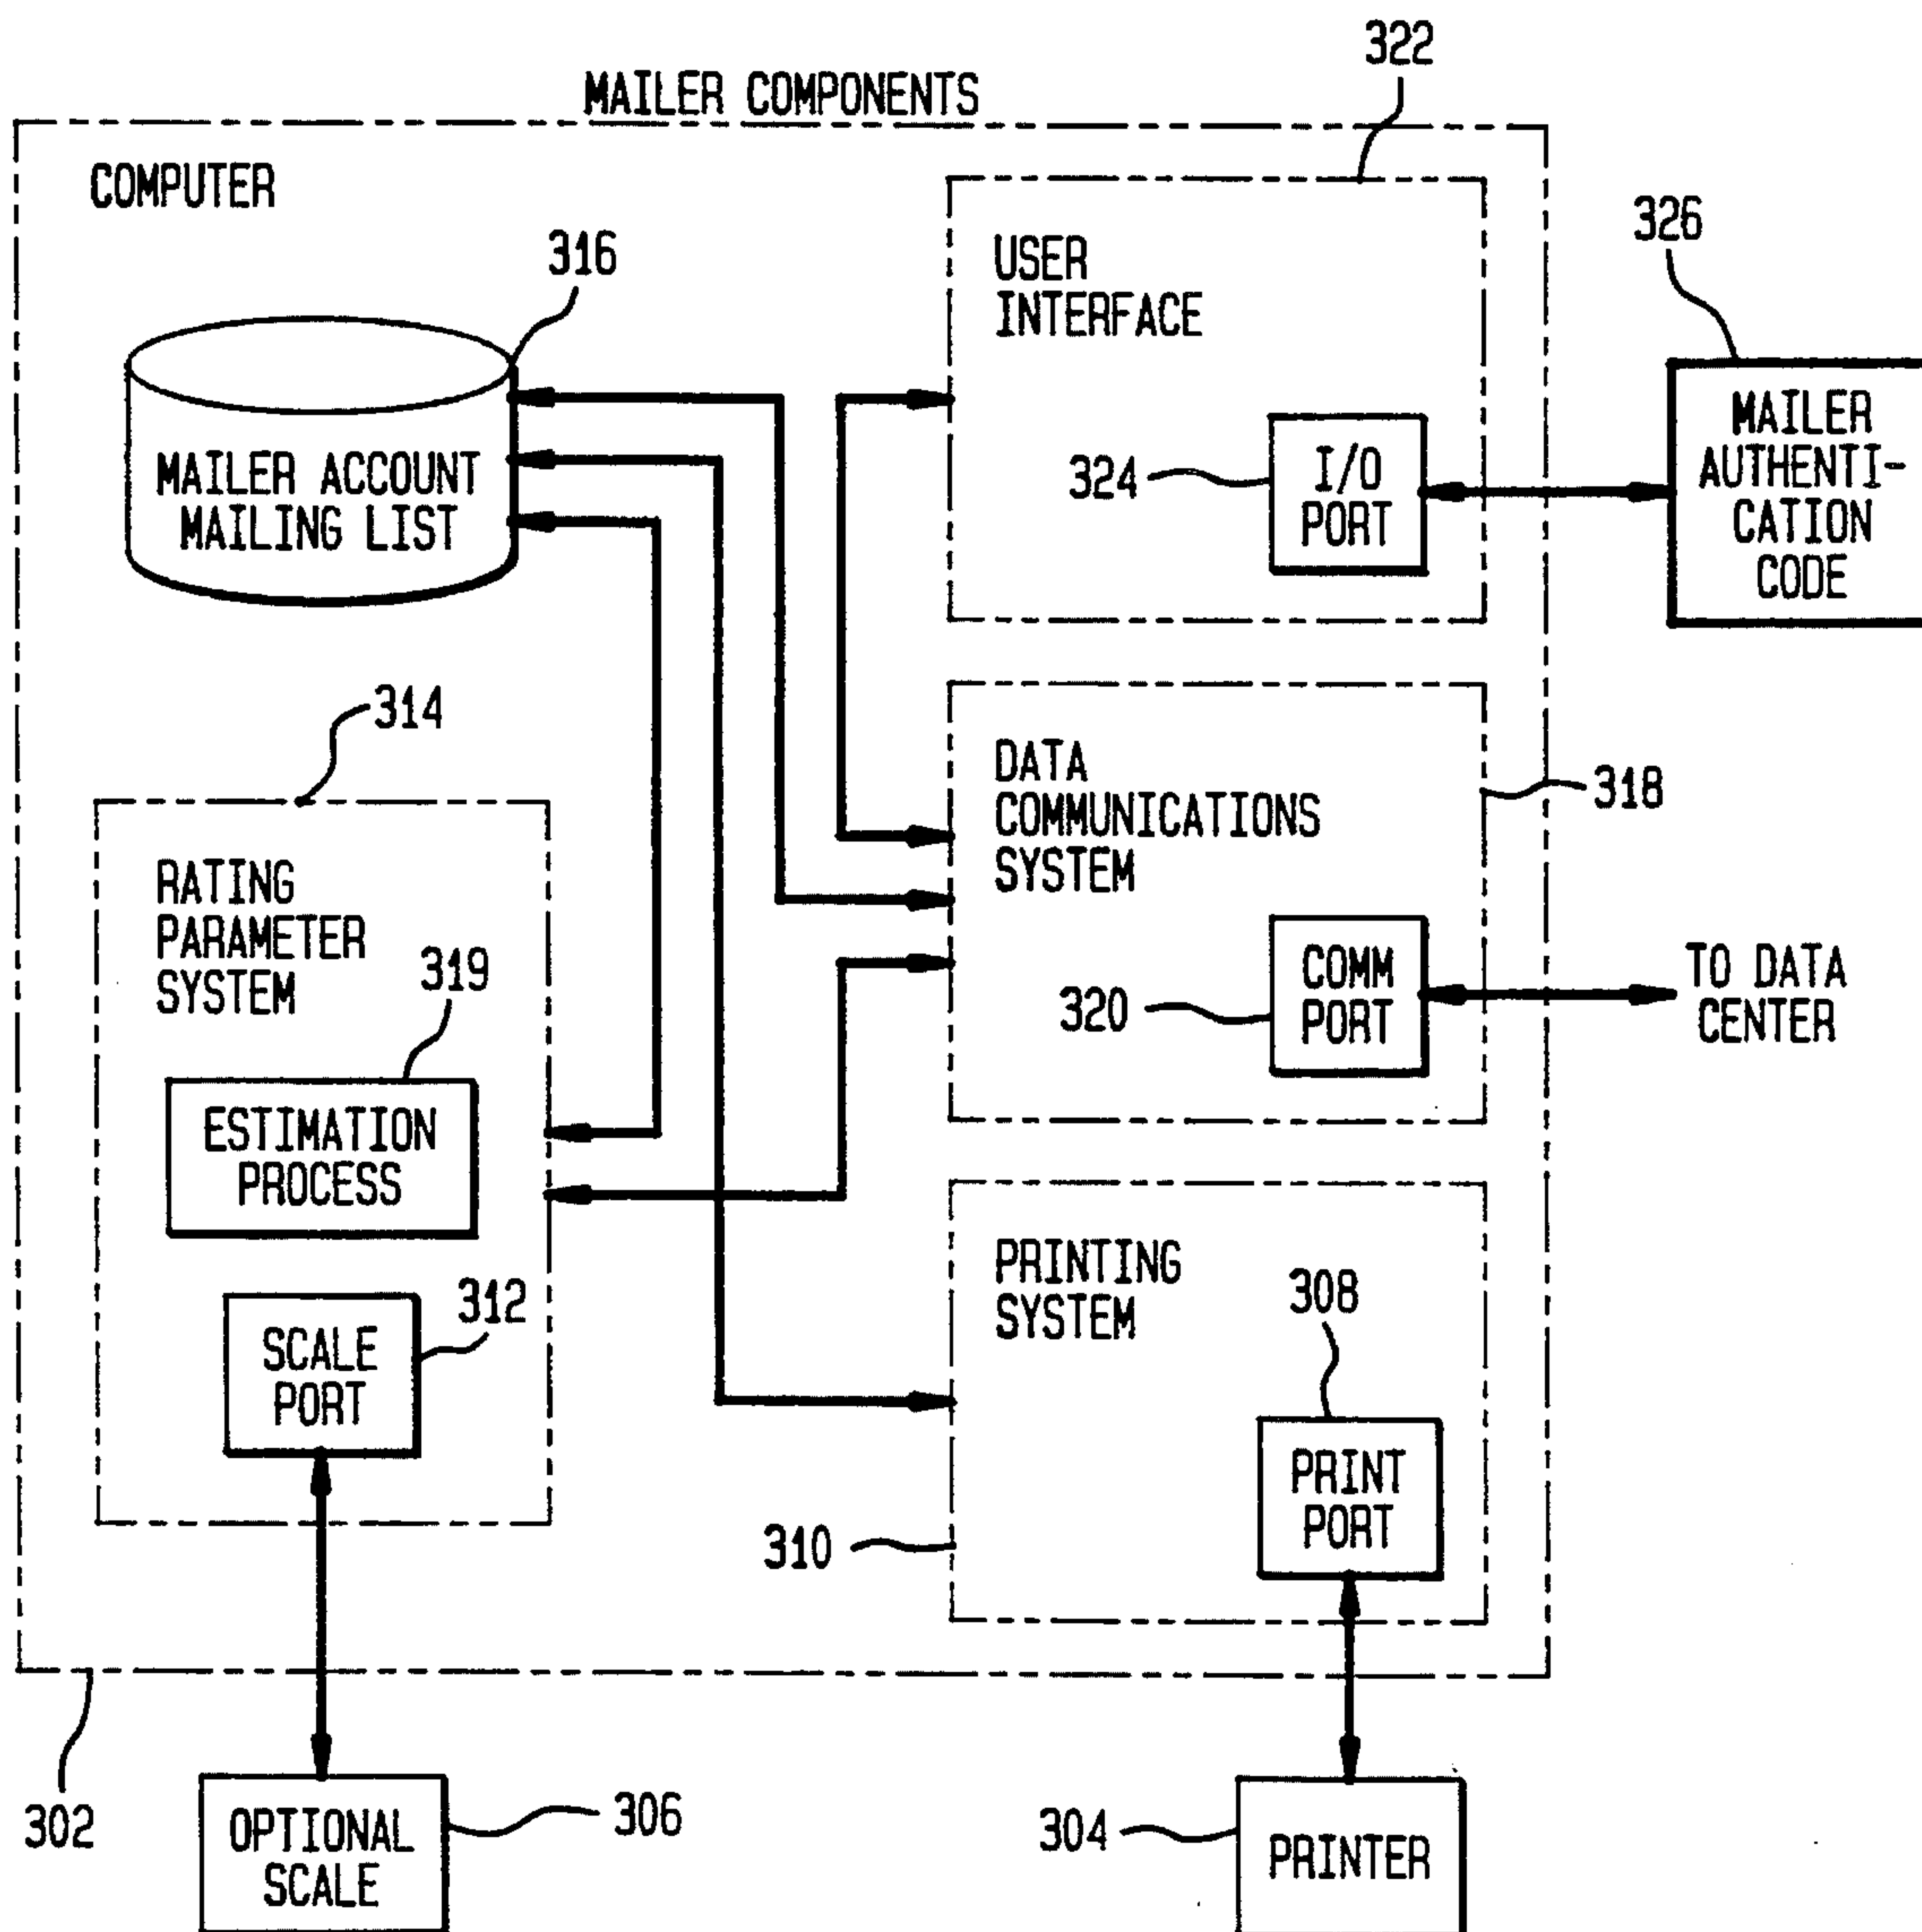 322
MAILER COMPONENTS
COMPUTER
316
USER
INTERFACE
326
MAILER ACCOUNT
MAILING LIST
324
I/O
PORT
MAILER
AUTHENTI-
CATION
CODE
314
DATA
COMMUNICATIONS
SYSTEM
318
RATING
PARAMETER
SYSTEM
319
320
COMM
PORT
TO DATA
CENTER
ESTIMATION
PROCESS
312
SCALE
PORT
PRINTING
SYSTEM
308
PRINT
PORT
310
302
OPTIONAL
SCALE
306
304
PRINTER